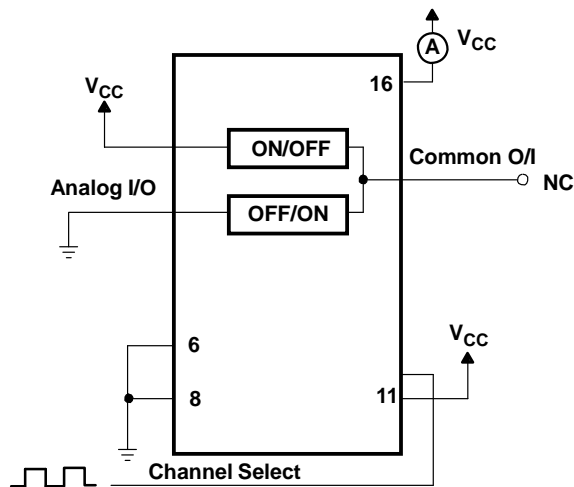 A
VCC
16
VCC
ON/OFF
Common O/I
NC
Analog I/O
OFF/ON
VCC
6
8
11
Channel Select